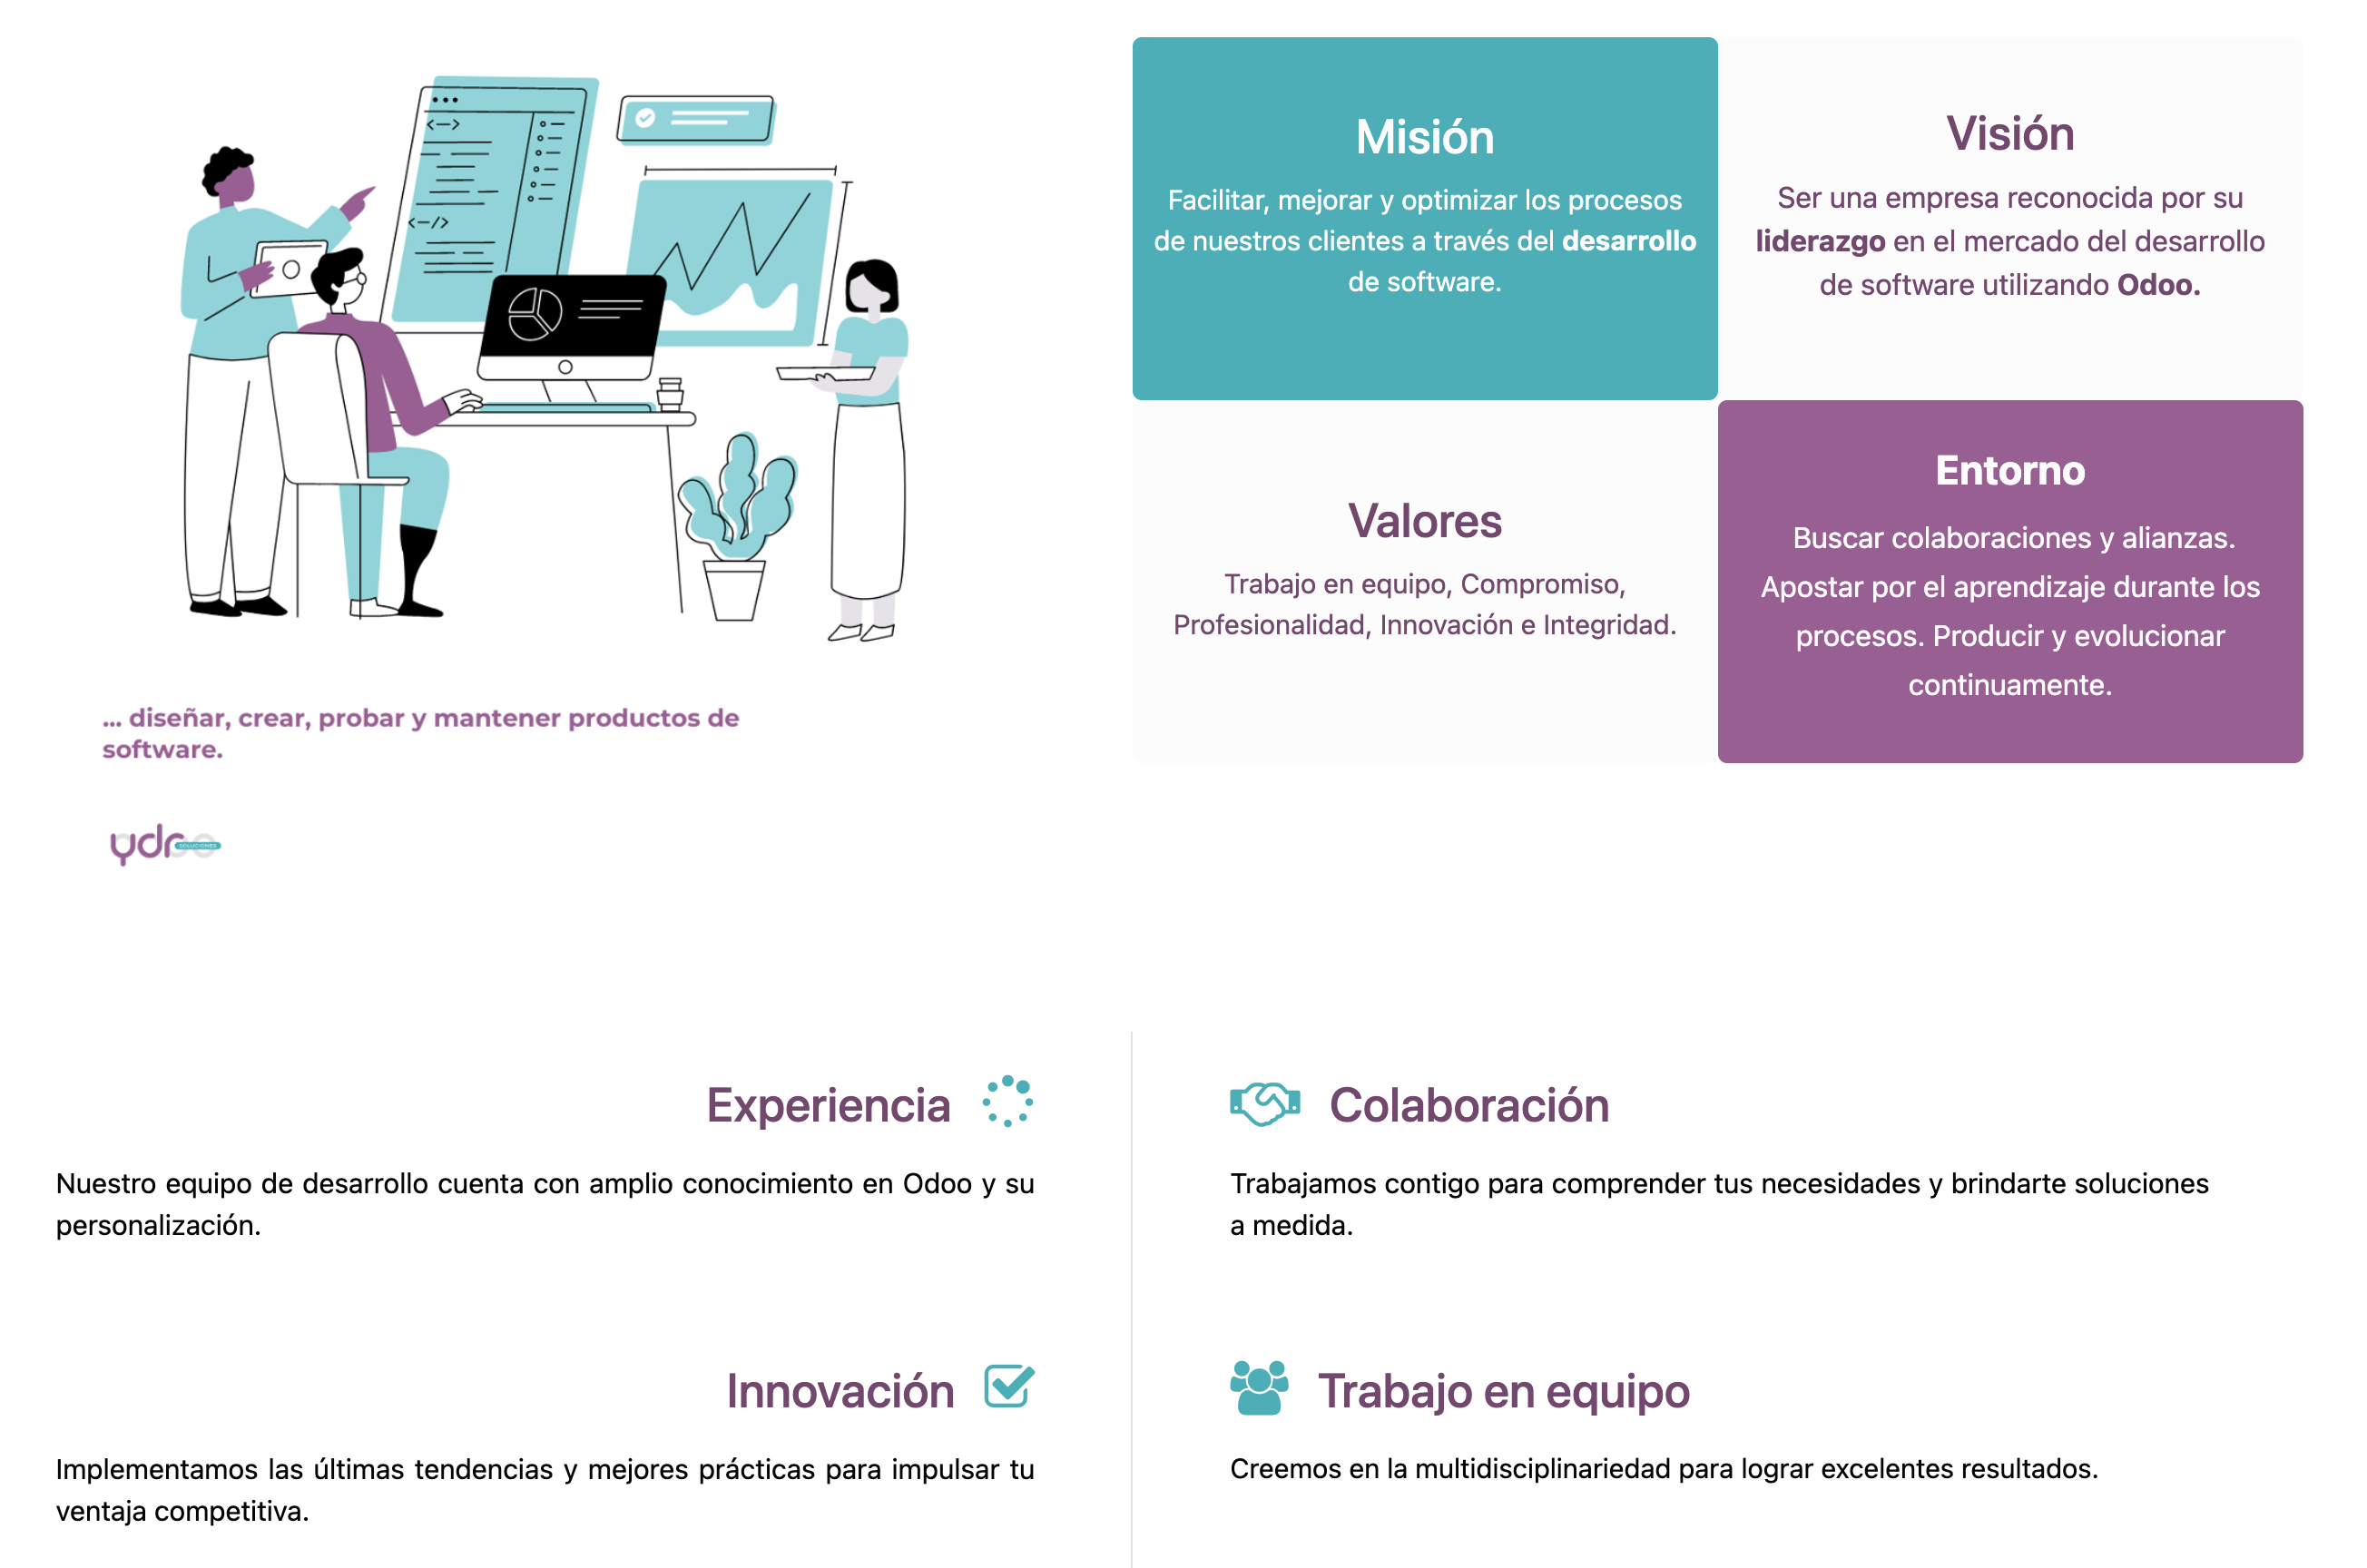 Misión
Facilitar, mejorar y optimizar los procesos
de nuestros clientes a través del desarrollo
de software.
Visión
Ser una empresa reconocida por su
liderazgo en el mercado del desarrollo
de software utilizando Odoo.
Valores
Trabajo en equipo, Compromiso,
Profesionalidad, Innovación e Integridad.
Entorno
Buscar colaboraciones y alianzas.
Apostar por el aprendizaje durante los
procesos. Producir y evolucionar
continuamente.
... diseñar, crear, probar y mantener productos de
software.
ydoo
SOLUCIONES
Experiencia
Nuestro equipo de desarrollo cuenta con amplio conocimiento en Odoo y su
personalización.
Colaboración
Trabajamos contigo para comprender tus necesidades y brindarte soluciones
a medida.
Innovación
Implementamos las últimas tendencias y mejores prácticas para impulsar tu
ventaja competitiva.
Trabajo en equipo
Creemos en la multidisciplinariedad para lograr excelentes resultados.